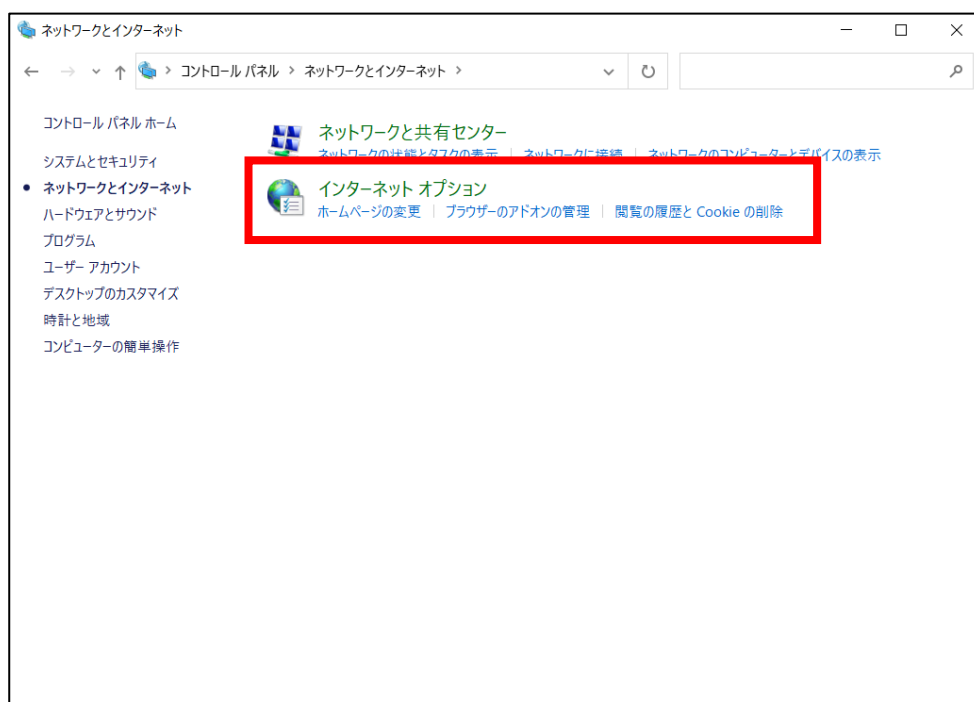 ネットワークとインターネット
コントロール パネル > ネットワークとインターネット >
コントロール パネル ホーム
システムとセキュリティ
ネットワークとインターネット
ハードウェアとサウンド
プログラム
ユーザー アカウント
デスクトップのカスタマイズ
時計と地域
コンピューターの簡単操作
ネットワークと共有センター
ネットワークの状態とタスクの表示 | ネットワークに接続 | ネットワークのコンピューターとデバイスの表示
インターネット オプション
ホームページの変更 | ブラウザーのアドオンの管理 | 閲覧の履歴と Cookie の削除